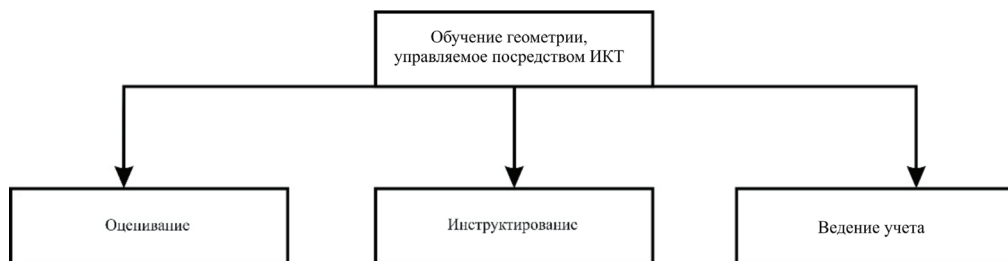 Обучение геометрии,
управляемое посредством ИКТ
Оценивание
Инструктирование
Ведение учета